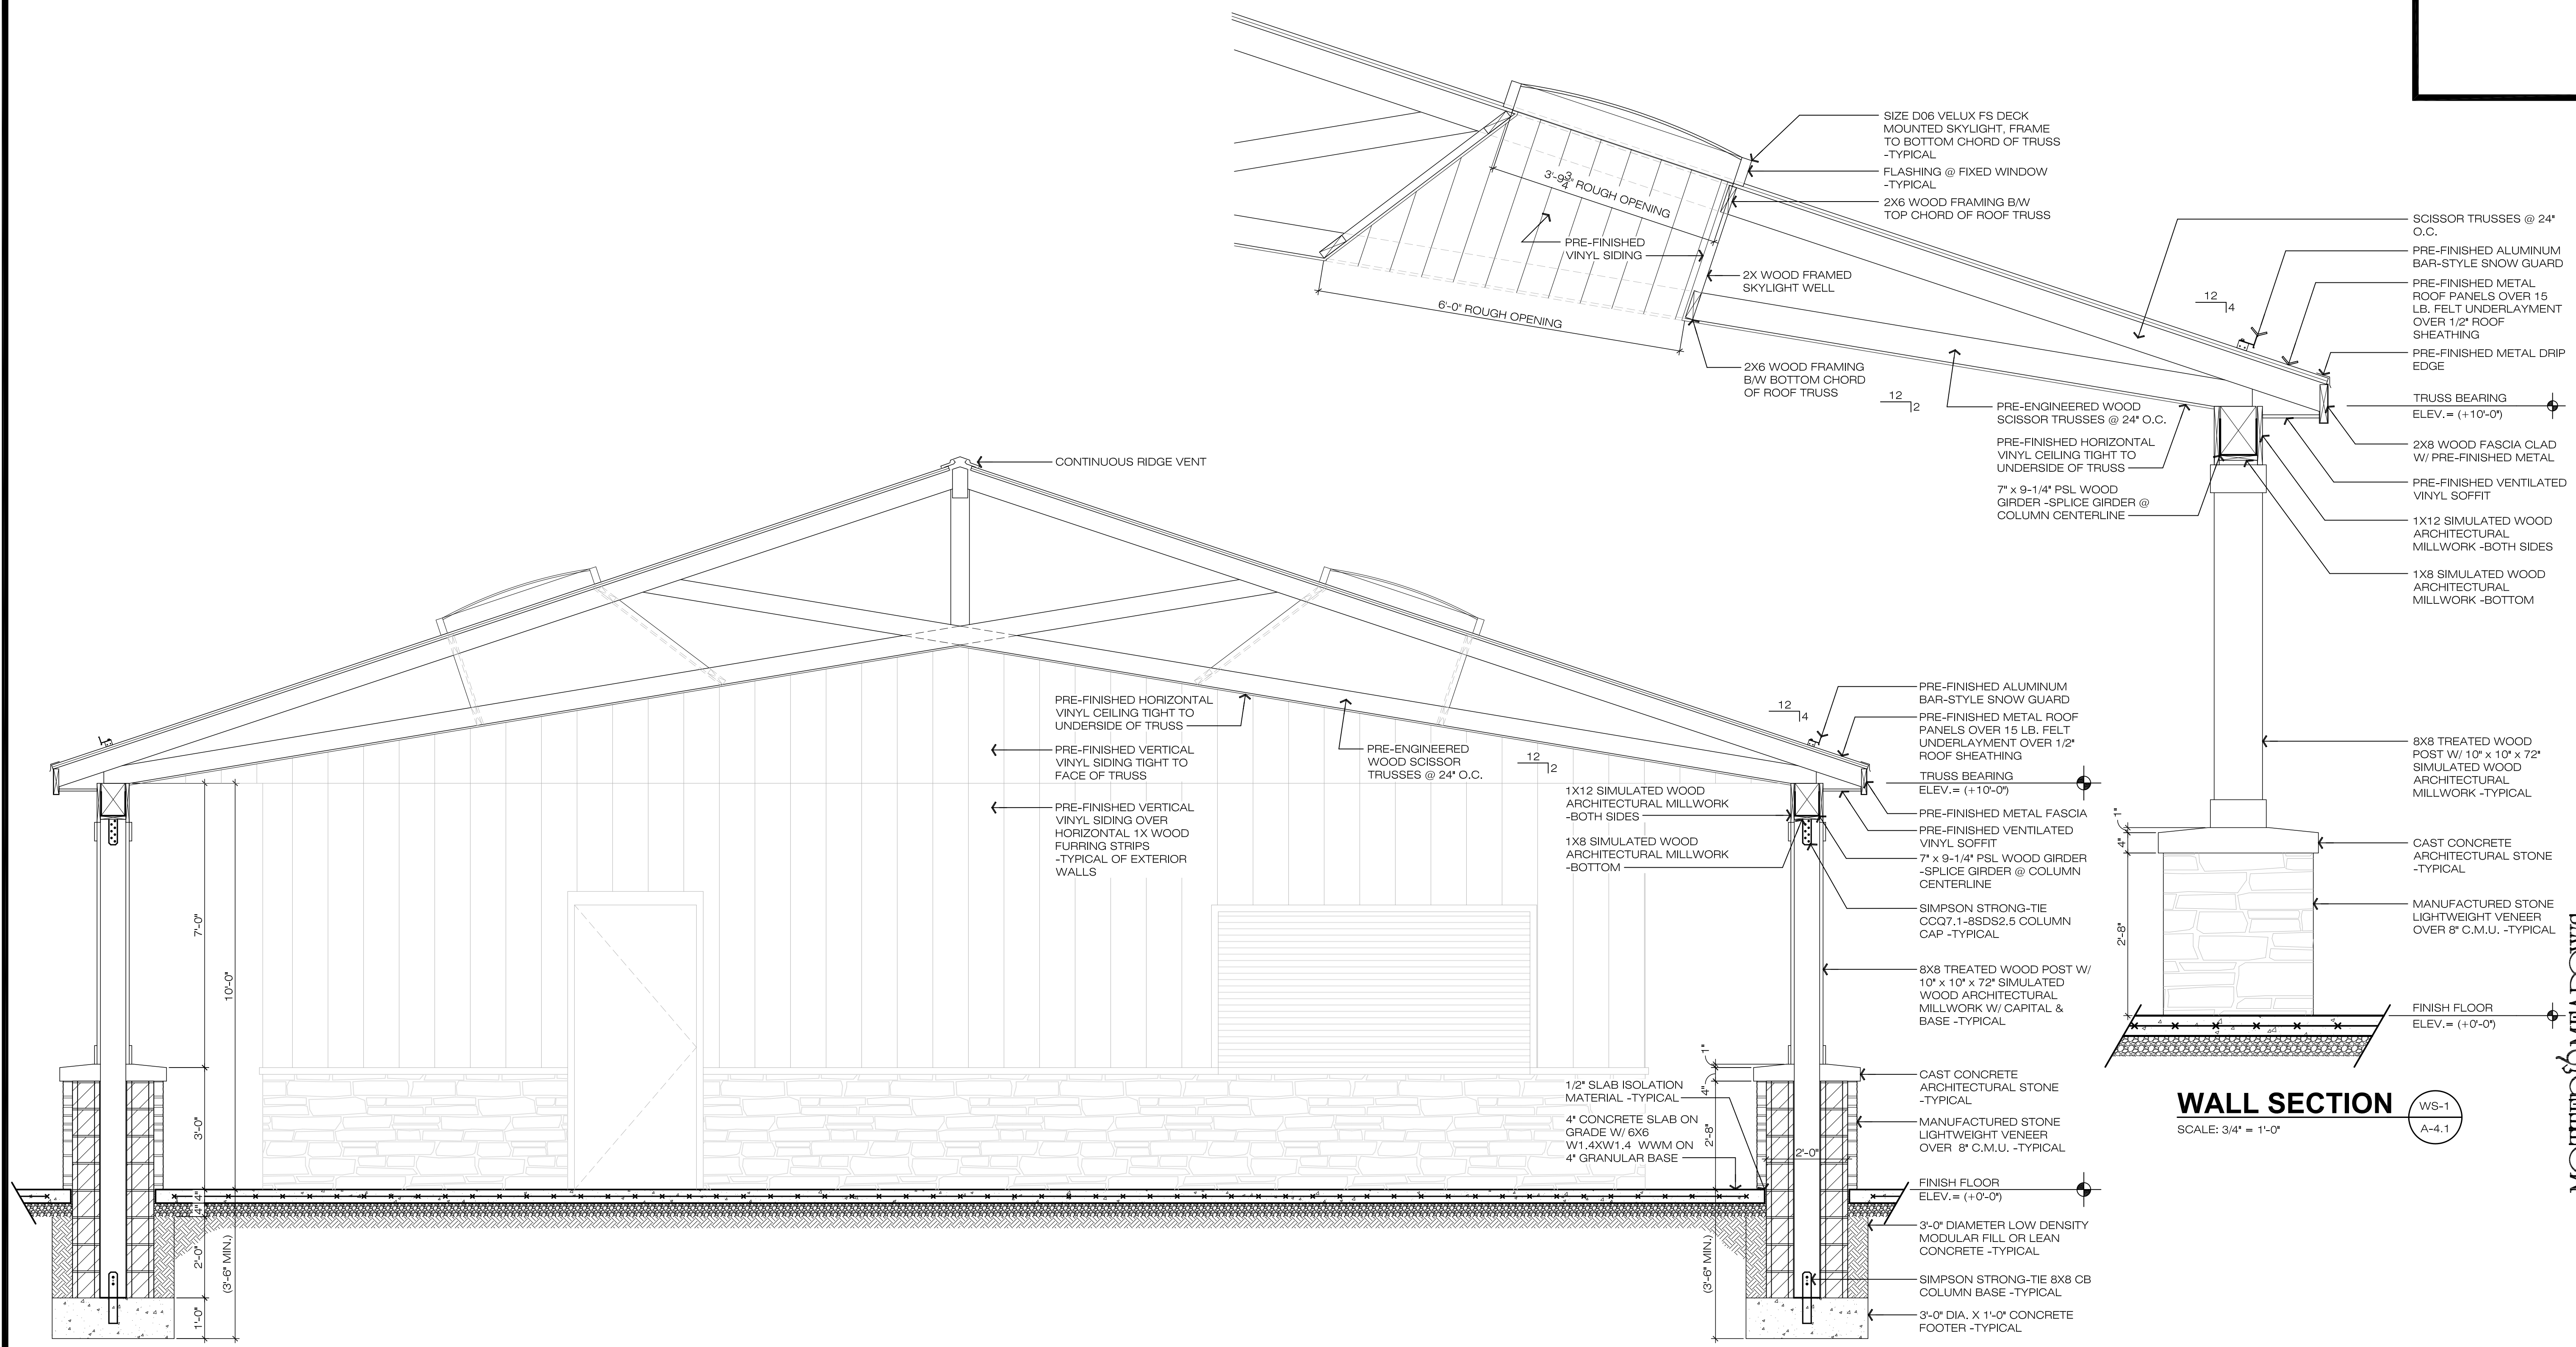 SIZE D06 VELUX FS DECK
MOUNTED SKYLIGHT, FRAME
TO BOTTOM CHORD OF TRUSS
-TYPICAL
FLASHING @ FIXED WINDOW
-TYPICAL
2X6 WOOD FRAMING B/W
TOP CHORD OF ROOF TRUSS
3'-9 3/4" ROUGH OPENING
PRE-FINISHED
VINYL SIDING
2X WOOD FRAMED
SKYLIGHT WELL
6'-0" ROUGH OPENING
2X6 WOOD FRAMING
B/W BOTTOM CHORD
OF ROOF TRUSS
12
4
12
2
PRE-ENGINEERED WOOD
SCISSOR TRUSSES @ 24" O.C.
PRE-FINISHED HORIZONTAL
VINYL CEILING TIGHT TO
UNDERSIDE OF TRUSS
7" x 9-1/4" PSL WOOD
GIRDER -SPLICE GIRDER @
COLUMN CENTERLINE
SCISSOR TRUSSES @ 24"
O.C.
PRE-FINISHED ALUMINUM
BAR-STYLE SNOW GUARD
PRE-FINISHED METAL
ROOF PANELS OVER 15
LB. FELT UNDERLAYMENT
OVER 1/2" ROOF
SHEATHING
PRE-FINISHED METAL DRIP
EDGE
TRUSS BEARING
ELEV.= (+10'-0")
2X8 WOOD FASCIA CLAD
W/ PRE-FINISHED METAL
PRE-FINISHED VENTILATED
VINYL SOFFIT
1X12 SIMULATED WOOD
ARCHITECTURAL
MILLWORK -BOTH SIDES
1X8 SIMULATED WOOD
ARCHITECTURAL
MILLWORK -BOTTOM
8X8 TREATED WOOD
POST W/ 10" x 10" x 72"
SIMULATED WOOD
ARCHITECTURAL
MILLWORK -TYPICAL
1"
4"
2'-8"
CAST CONCRETE
ARCHITECTURAL STONE
-TYPICAL
MANUFACTURED STONE
LIGHTWEIGHT VENEER
OVER 8" C.M.U. -TYPICAL
FINISH FLOOR
ELEV.= (+0'-0")
WALL SECTION
SCALE: 3/4" = 1'-0"
WS-1
A-4.1
CONTINUOUS RIDGE VENT
PRE-FINISHED HORIZONTAL
VINYL CEILING TIGHT TO
UNDERSIDE OF TRUSS
PRE-FINISHED VERTICAL
VINYL SIDING TIGHT TO
FACE OF TRUSS
PRE-FINISHED VERTICAL
VINYL SIDING OVER
HORIZONTAL 1X WOOD
FURRING STRIPS
-TYPICAL OF EXTERIOR
WALLS
PRE-ENGINEERED
WOOD SCISSOR
TRUSSES @ 24" O.C.
12
2
12
4
1X12 SIMULATED WOOD
ARCHITECTURAL MILLWORK
-BOTH SIDES
1X8 SIMULATED WOOD
ARCHITECTURAL MILLWORK
-BOTTOM
PRE-FINISHED ALUMINUM
BAR-STYLE SNOW GUARD
PRE-FINISHED METAL ROOF
PANELS OVER 15 LB. FELT
UNDERLAYMENT OVER 1/2"
ROOF SHEATHING
TRUSS BEARING
ELEV.= (+10'-0")
PRE-FINISHED METAL FASCIA
PRE-FINISHED VENTILATED
VINYL SOFFIT
7" x 9-1/4" PSL WOOD GIRDER
-SPLICE GIRDER @ COLUMN
CENTERLINE
SIMPSON STRONG-TIE
CCQ7.1-8SDS2.5 COLUMN
CAP -TYPICAL
8X8 TREATED WOOD POST W/
10" x 10" x 72" SIMULATED
WOOD ARCHITECTURAL
MILLWORK W/ CAPITAL &
BASE -TYPICAL
CAST CONCRETE
ARCHITECTURAL STONE
-TYPICAL
MANUFACTURED STONE
LIGHTWEIGHT VENEER
OVER 8" C.M.U. -TYPICAL
FINISH FLOOR
ELEV.= (+0'-0")
3'-0" DIAMETER LOW DENSITY
MODULAR FILL OR LEAN
CONCRETE -TYPICAL
SIMPSON STRONG-TIE 8X8 CB
COLUMN BASE -TYPICAL
3'-0" DIA. X 1'-0" CONCRETE
FOOTER -TYPICAL
1/2" SLAB ISOLATION
MATERIAL -TYPICAL
4" CONCRETE SLAB ON
GRADE W/ 6X6
W1.4XW1.4 WWM ON
4" GRANULAR BASE
1"
4"
2'-8"
2'-0"
(3'-6" MIN.)
7'-0"
10'-0"
3'-0"
4"
4"
2'-0"
(3'-6" MIN.)
1'-0"